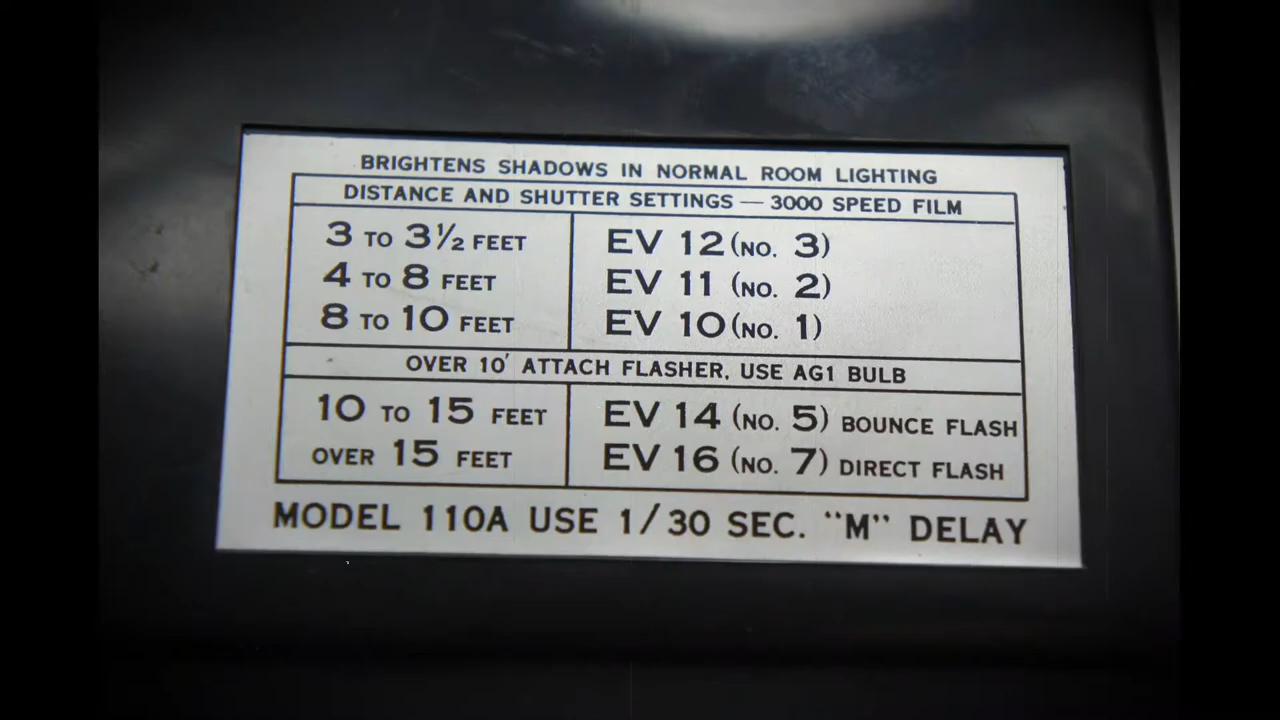 BRIGHTENS SHADOWS IN NORMAL ROOM LIGHTING
DISTANCE AND SHUTTER SETTINGS — 3000 SPEED FILM
3 TO 3½ FEET EV 12 (NO. 3)
4 TO 8 FEET EV 11 (NO. 2)
8 TO 10 FEET EV 10 (NO. 1)
OVER 10' ATTACH FLASHER, USE AG1 BULB
10 TO 15 FEET EV 14 (NO. 5) BOUNCE FLASH
OVER 15 FEET EV 16 (NO. 7) DIRECT FLASH
MODEL 110A USE 1/30 SEC. "M" DELAY